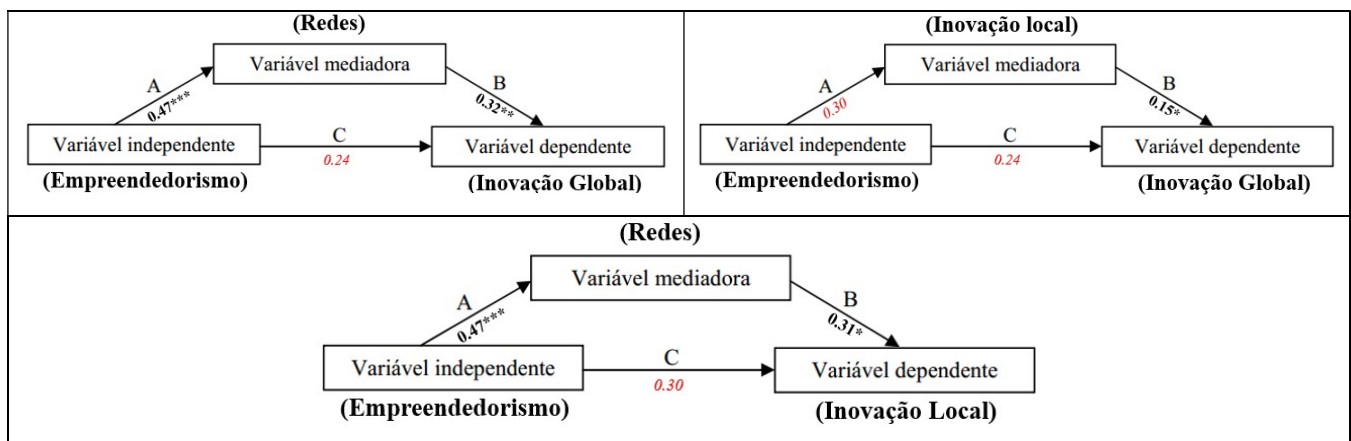 (Redes)
Variável mediadora
A
0.47***
B
0.32**
Variável independente
C
0.24
Variável dependente
(Empreendedorismo)
(Inovação Global)
(Inovação local)
Variável mediadora
A
0.30
B
0.15*
Variável independente
C
0.24
Variável dependente
(Empreendedorismo)
(Inovação Global)
(Redes)
Variável mediadora
A
0.47***
B
0.31*
Variável independente
C
0.30
Variável dependente
(Empreendedorismo)
(Inovação Local)